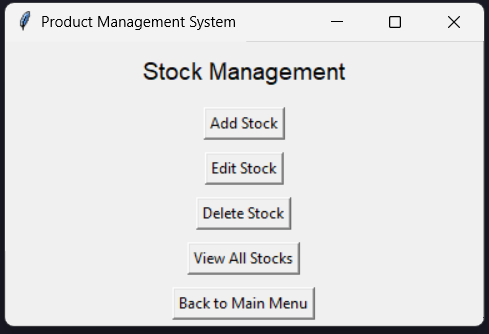 Product Management System
Stock Management
Add Stock
Edit Stock
Delete Stock
View All Stocks
Back to Main Menu